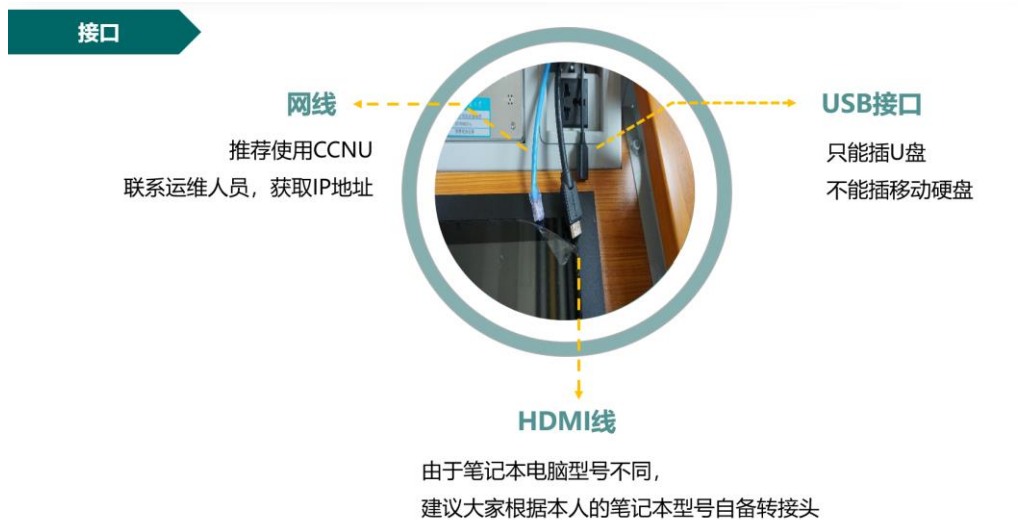 接口
网线
推荐使用CCNU
联系运维人员，获取IP地址
USB接口
只能插U盘
不能插移动硬盘
HDMI线
由于笔记本电脑型号不同，
建议大家根据本人的笔记本型号自备转接头